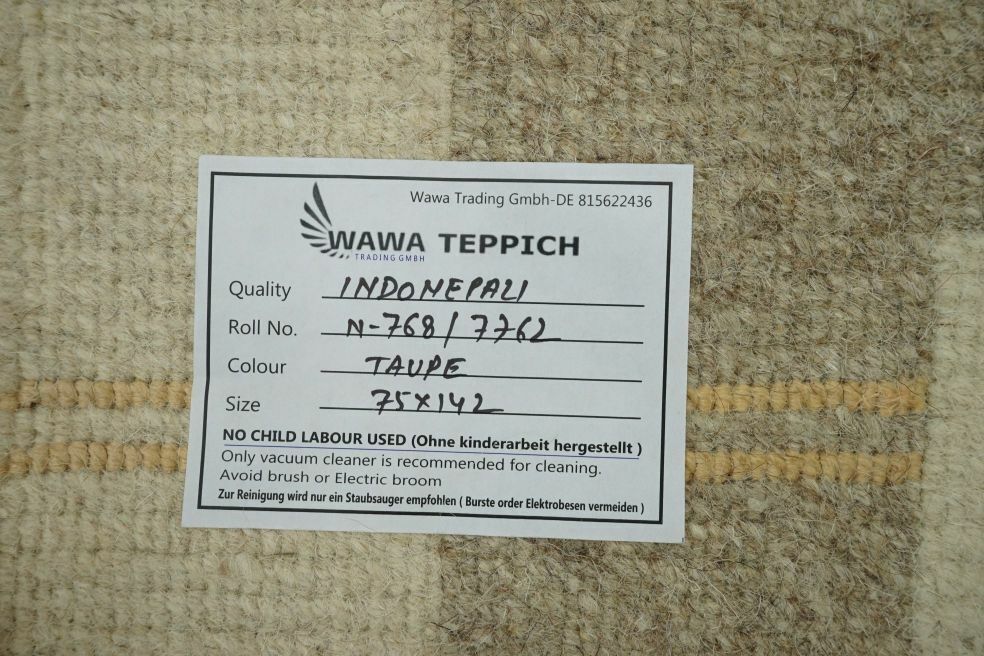 Wawa Trading Gmbh-DE 815622436
WAWA TEPPICH
TRADING GMBH
Quality INDONEPALI
Roll No. N-768/7762
Colour TAUPE
Size 75x142
NO CHILD LABOUR USED (Ohne kinderarbeit hergestellt )
Only vacuum cleaner is recommended for cleaning.
Avoid brush or Electric broom
Zur Reinigung wird nur ein Staubsauger empfohlen ( Burste order Elektrobesen vermeiden )